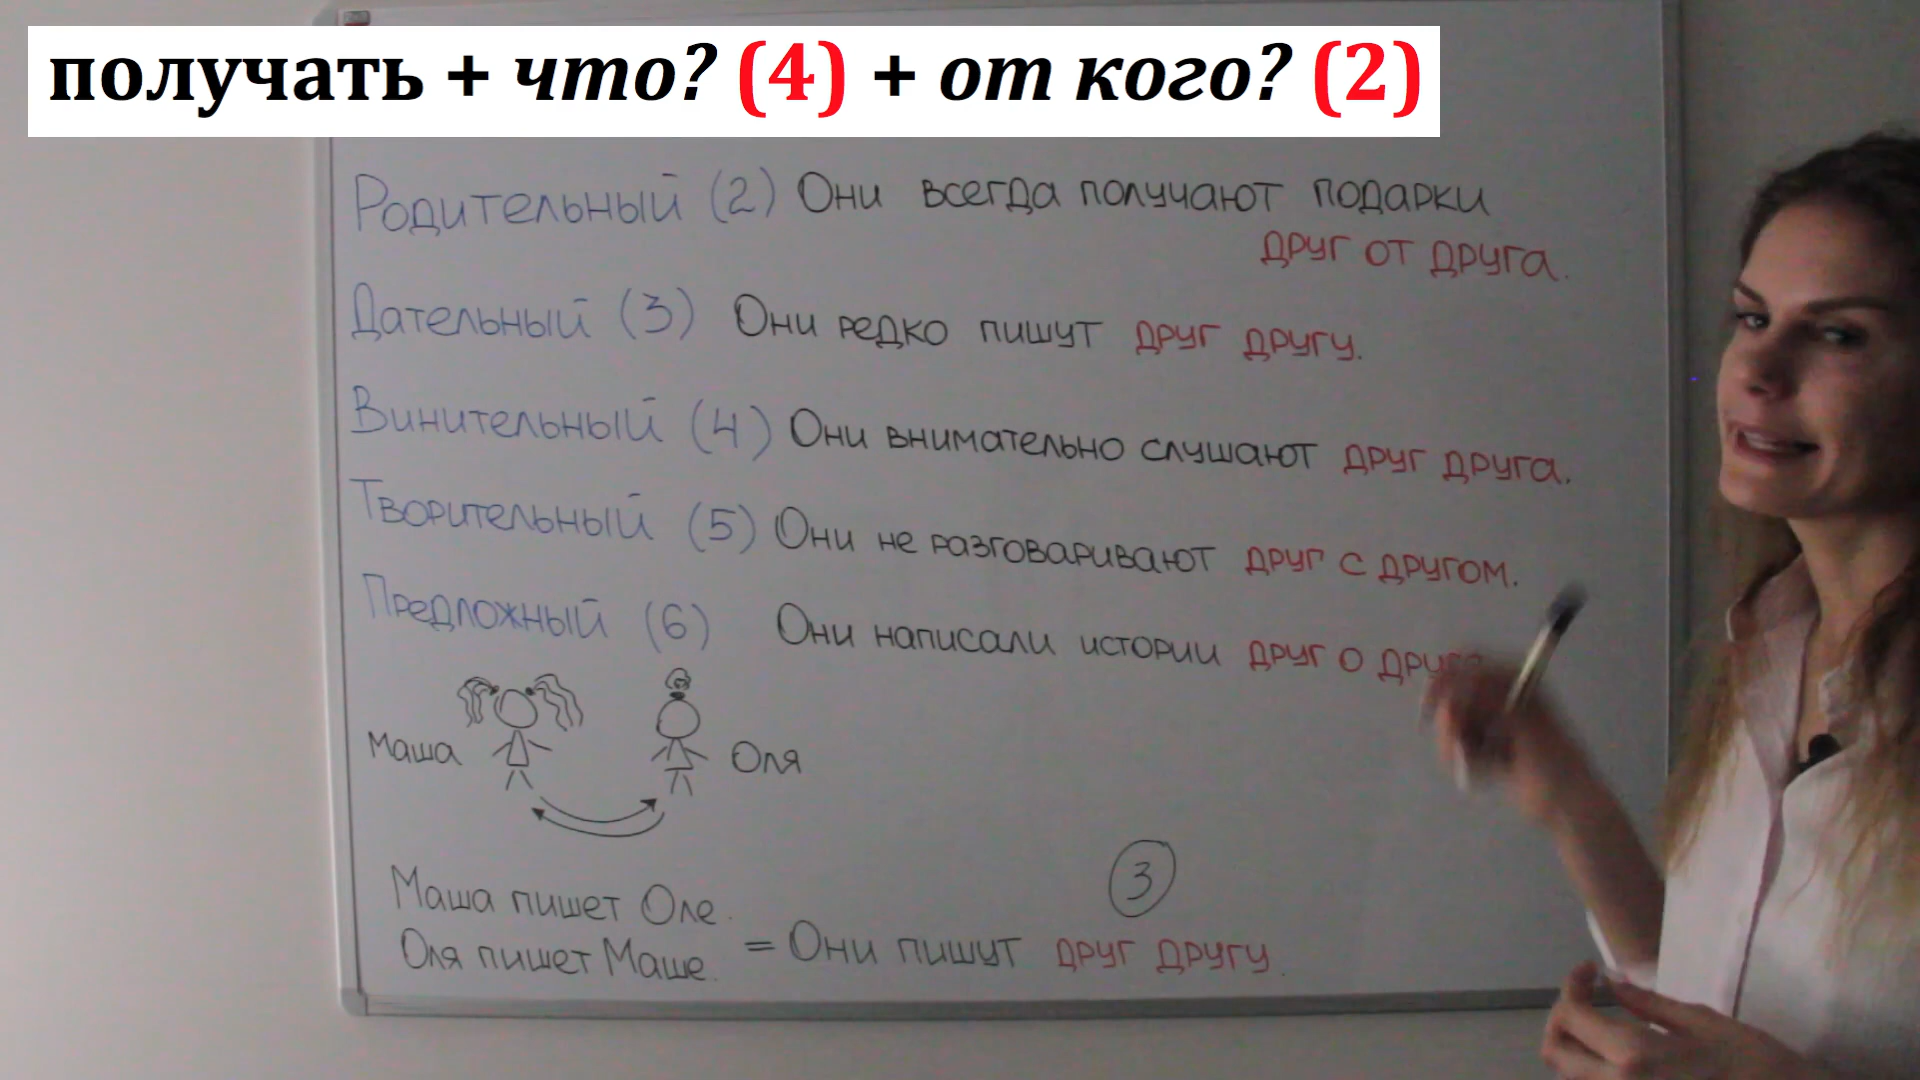 получать + что? (4) + от кого? (2)
Родительный (2) Они всегда получают подарки
друг от друга.
Дательный (3) Они редко пишут друг другу.
Винительный (4) Они внимательно слушают друг друга.
Творительный (5) Они не разговаривают друг с другом.
Предложный (6) Они написали истории друг о
Маша Оля
3
Маша пишет Оле.
Оля пишет Маше. = Они пишут друг другу.